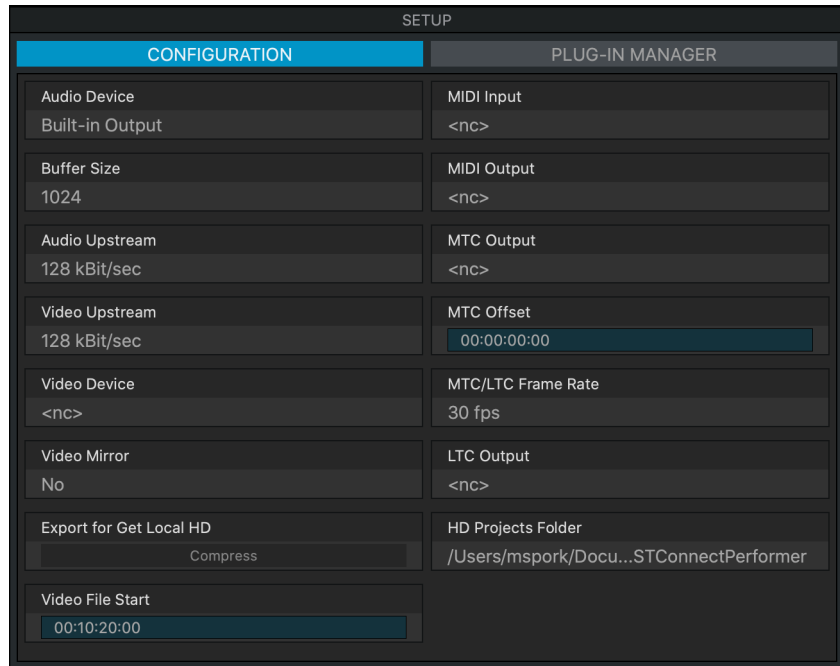 SETUP
CONFIGURATION
PLUG-IN MANAGER
Audio Device
Built-in Output
Buffer Size
1024
Audio Upstream
128 kBit/sec
Video Upstream
128 kBit/sec
Video Device
<nc>
Video Mirror
No
Export for Get Local HD
Compress
Video File Start
00:10:20:00
MIDI Input
<nc>
MIDI Output
<nc>
MTC Output
<nc>
MTC Offset
00:00:00:00
MTC/LTC Frame Rate
30 fps
LTC Output
<nc>
HD Projects Folder
/Users/mspork/Docu...STConnectPerformer